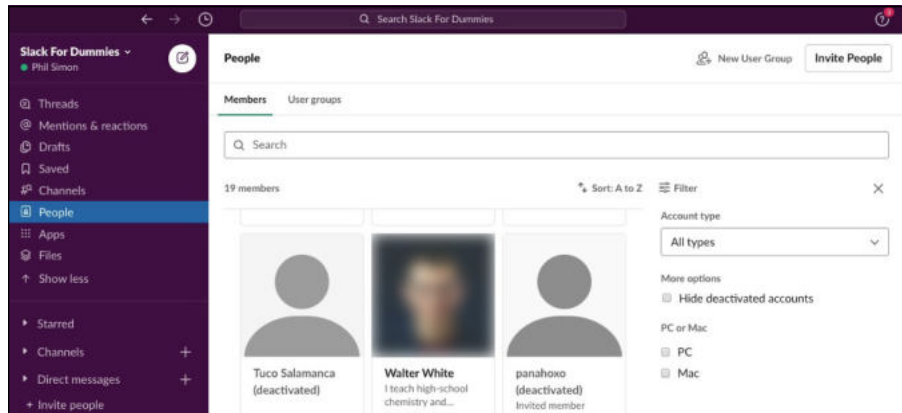 Search Slack For Dummies
Slack For Dummies
Phil Simon
Threads
Mentions & reactions
Drafts
Saved
Channels
People
Apps
Files
Show less
Starred
Channels
Direct messages
+ Invite people
People
New User Group
Invite People
Members
User groups
Search
19 members
Sort: A to Z
Filter
Account type
All types
More options
Hide deactivated accounts
PC or Mac
PC
Mac
Tuco Salamanca
(deactivated)
Walter White
I teach high-school
chemistry and...
panahoxo
(deactivated)
Invited member